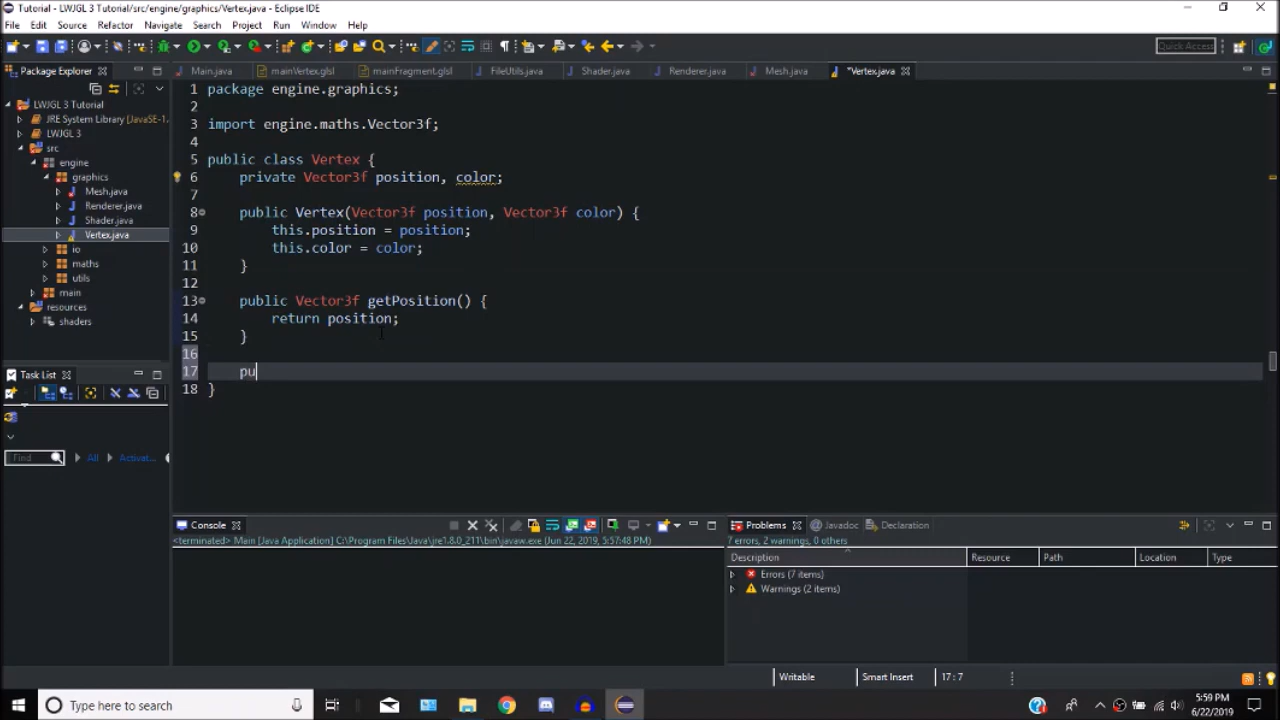 Tutorial - LWJGL 3 Tutorial/src/engine/graphics/Vertex.java - Eclipse IDE
File Edit Source Refactor Navigate Search Project Run Window Help
Quick Access
Package Explorer
Main.java mainVertex.glsl mainFragment.glsl FileUtils.java Shader.java Renderer.java Mesh.java *Vertex.java
LWJGL 3 Tutorial
JRE System Library [JavaSE-1.
LWJGL 3
src
engine
graphics
Mesh.java
Renderer.java
Shader.java
Vertex.java
io
maths
utils
main
resources
shaders
1 package engine.graphics;
2
3 import engine.maths.Vector3f;
4
5 public class Vertex {
6 private Vector3f position, color;
7
8 public Vertex(Vector3f position, Vector3f color) {
9 this.position = position;
10 this.color = color;
11 }
12
13 public Vector3f getPosition() {
14 return position;
15 }
16
17 pu
18 }
Task List
Find All Activat...
Console
<terminated> Main [Java Application] C:\Program Files\Java\jre1.8.0_211\bin\javaw.exe (Jun 22, 2019, 5:57:48 PM)
Problems Javadoc Declaration
7 errors, 2 warnings, 0 others
Description Resource Path Location Type
Errors (7 items)
Warnings (2 items)
Writable Smart Insert 17 : 7
Type here to search
5:59 PM
6/22/2019